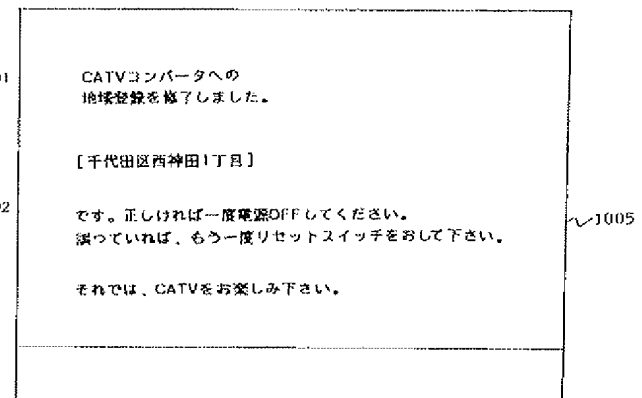 CATVコンバータへの
地域登録を修了しました。
[千代田区西神田1丁目]
です。正しければ一度電源OFFしてください。
誤っていれば、もう一度リセットスイッチをおして下さい。
1005
それでは、CATVをお楽しみ下さい。